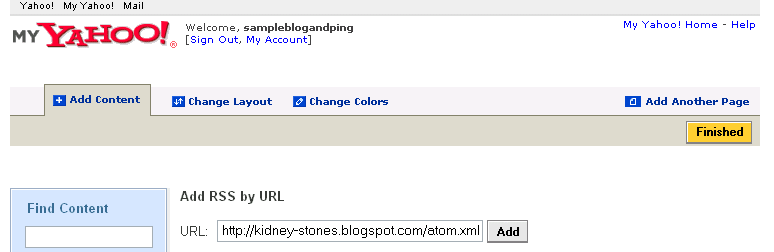 Yahoo! My Yahoo! Mail
MY YAHOO! ®
Welcome, sampleblogandping
[Sign Out, My Account]
My Yahoo! Home - Help
Add Content
Change Layout
Change Colors
Add Another Page
Finished
Find Content
Add RSS by URL
URL: http://kidney-stones.blogspot.com/atom.xml Add